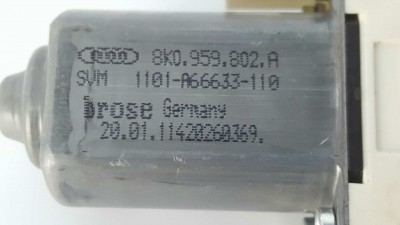 8K0.959.802.A
SVM 1101-A66633-110
brose Germany
20.01.11420260369.